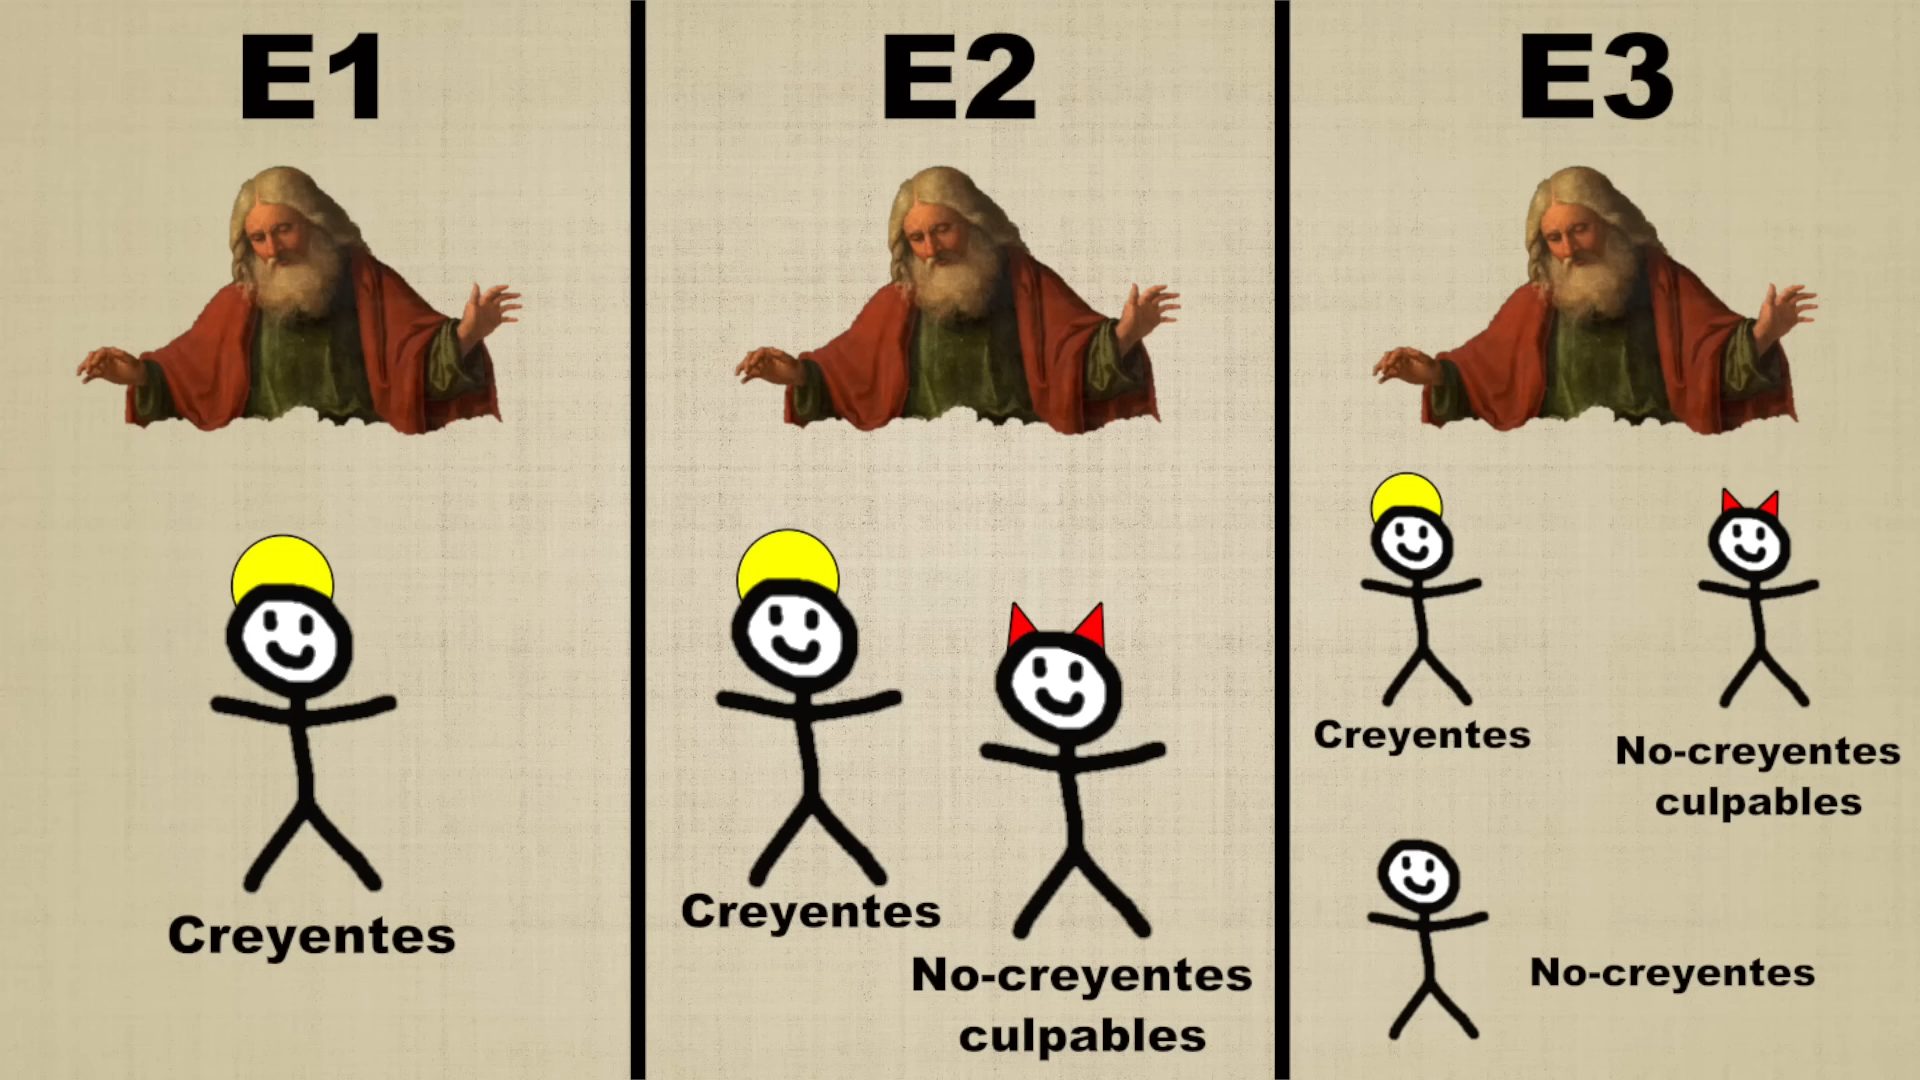 E1
Creyentes
E2
Creyentes
No-creyentes
culpables
E3
Creyentes
No-creyentes
culpables
No-creyentes